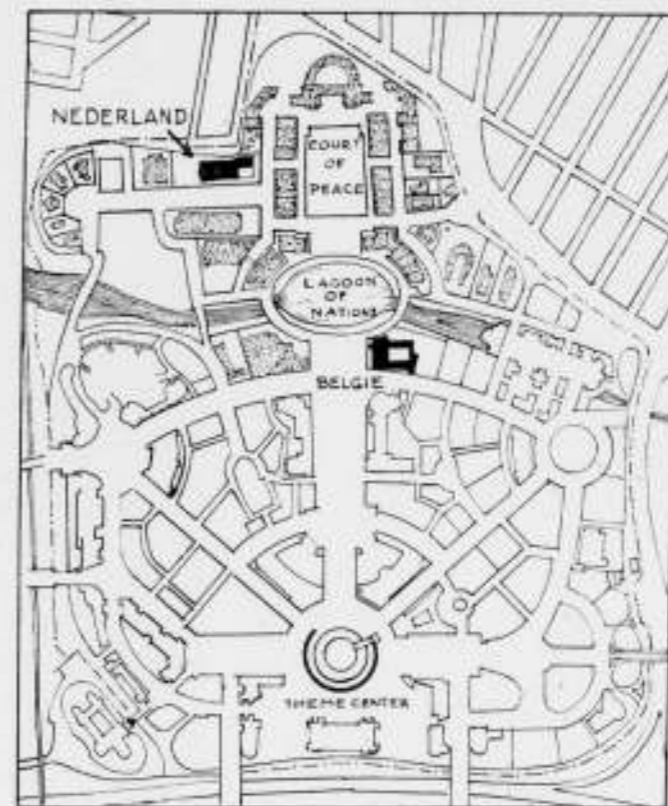 NEDERLAND
COURT
OF
PEACE
LAGOON
OF
NATIONS
BELGIE
THEME CENTER